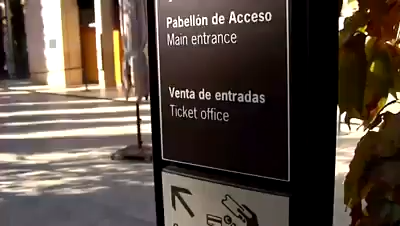 Pabellón de Acceso
Main entrance
Venta de entradas
Ticket office